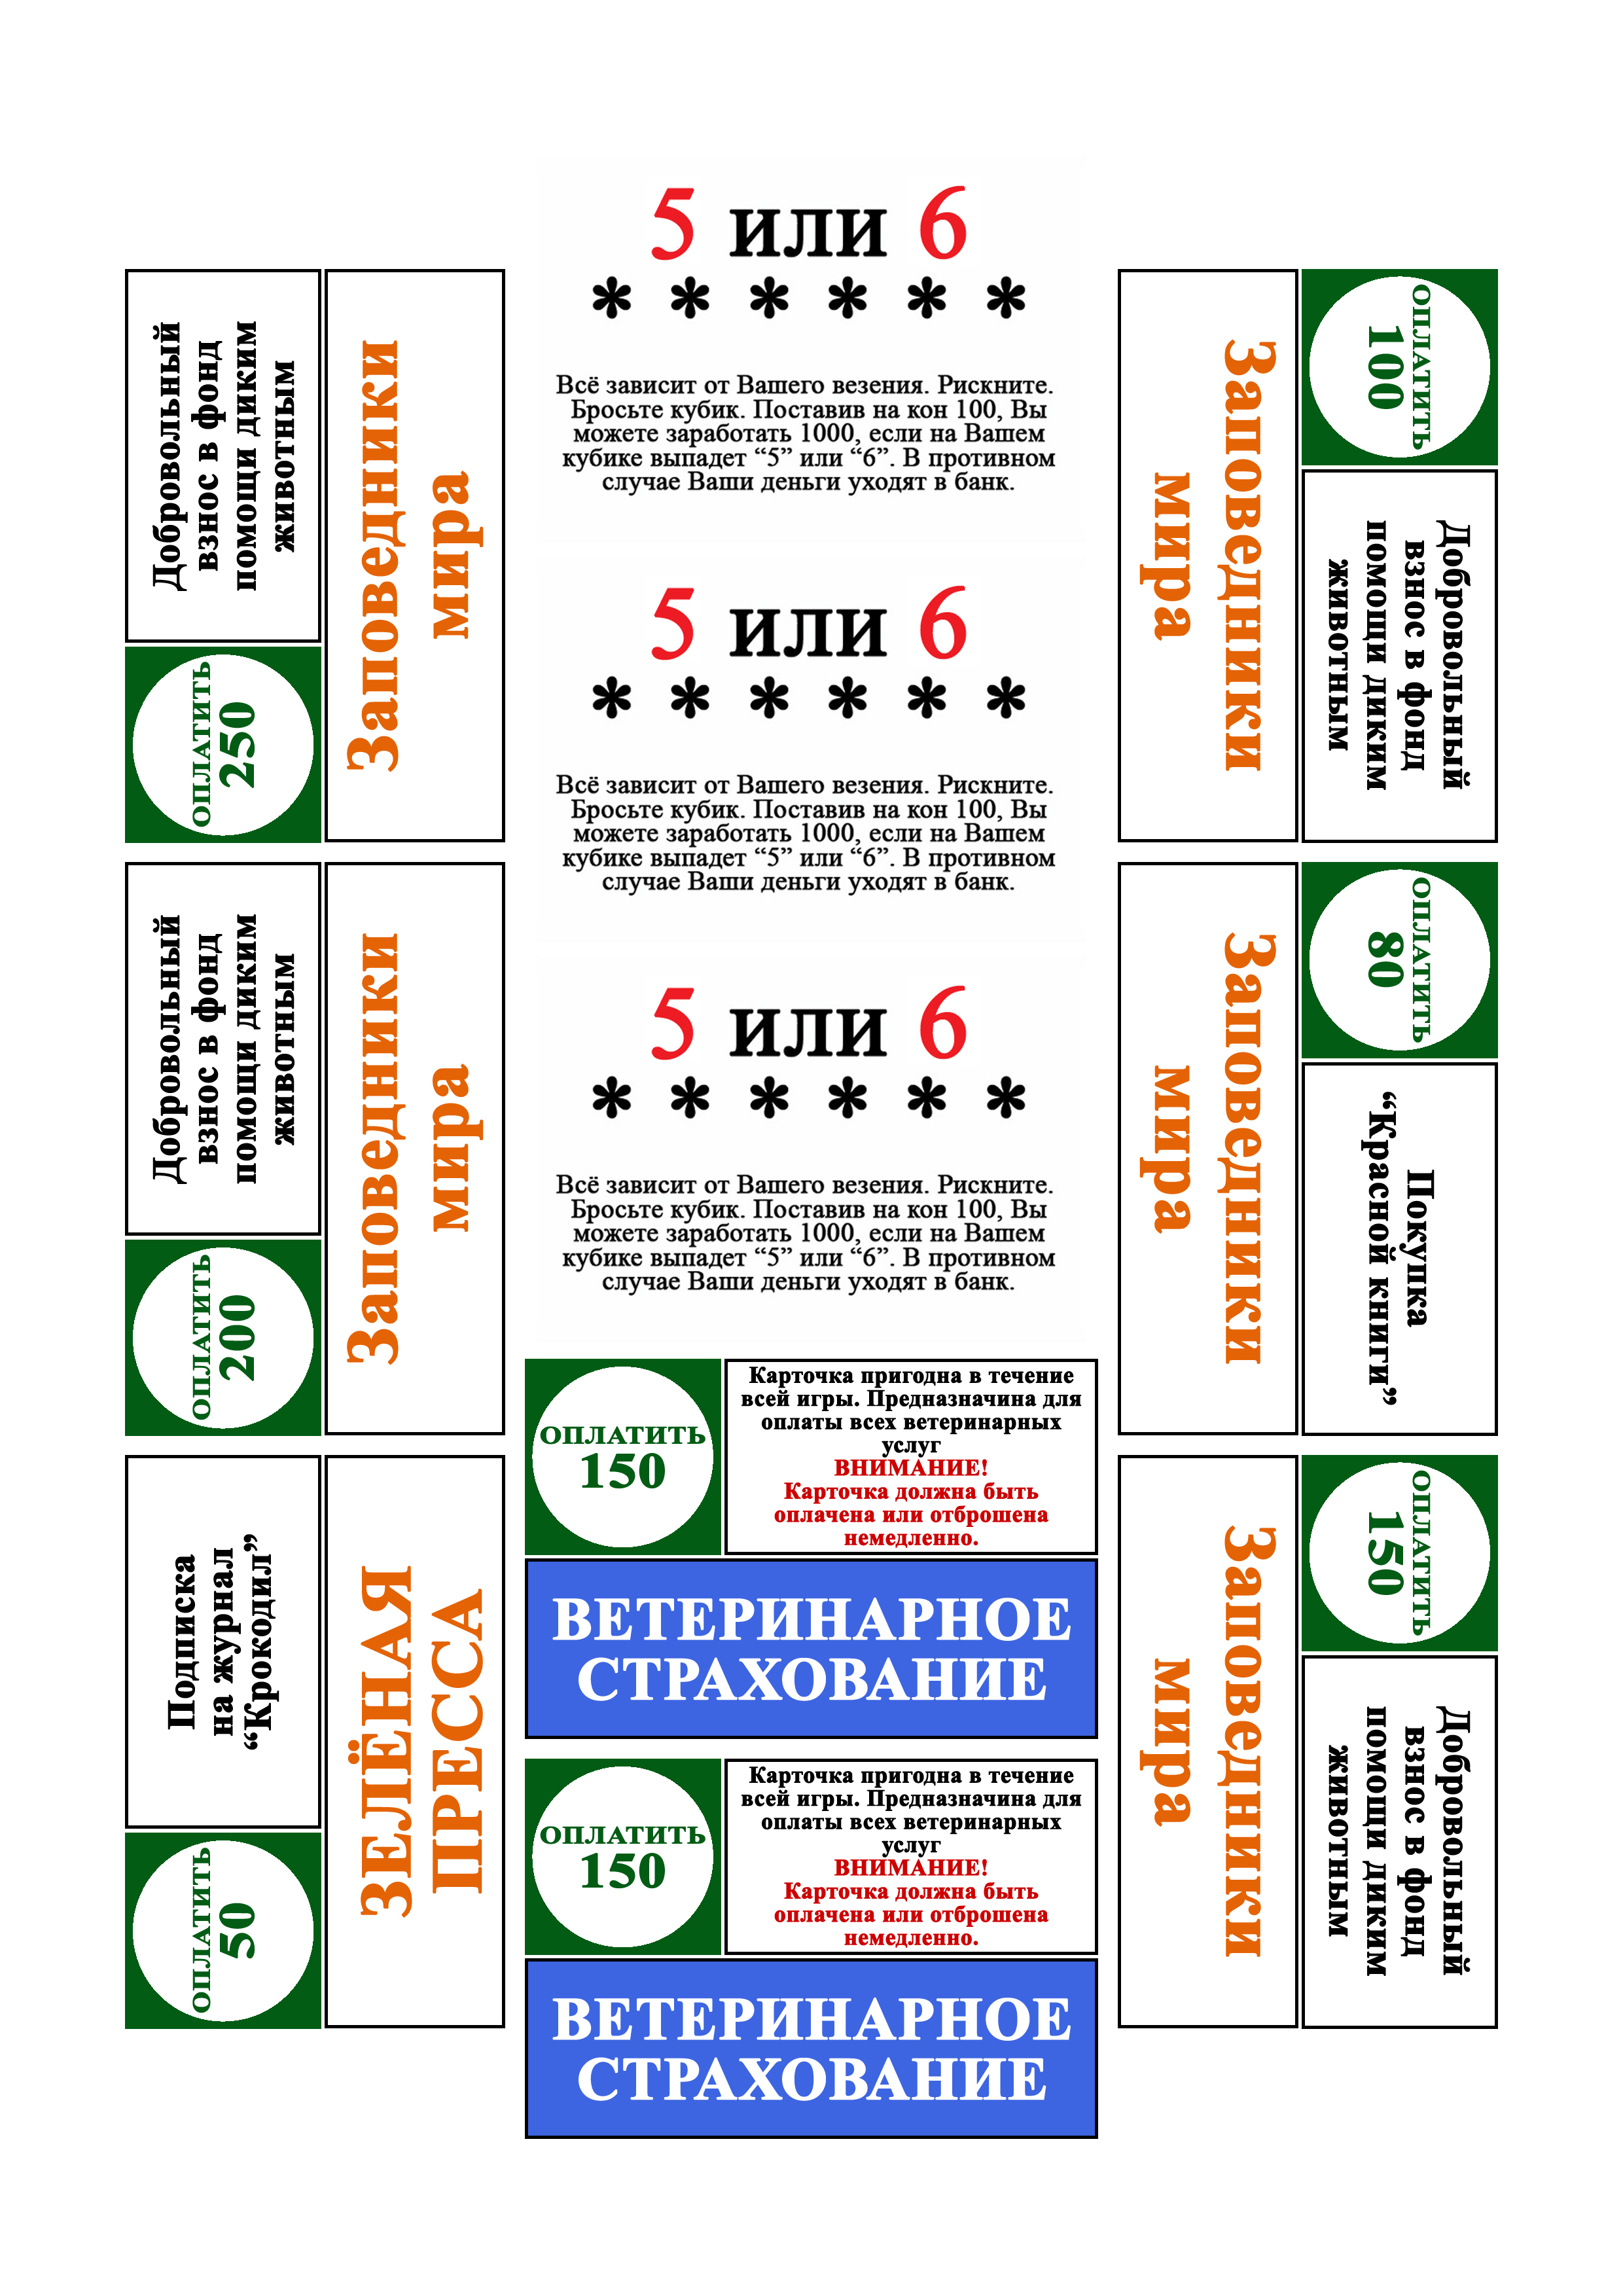 Добровольный
взнос в фонд
помощи диким
животным
ОПЛАТИТЬ
250
Заповедники
мира
Добровольный
взнос в фонд
помощи диким
животным
ОПЛАТИТЬ
200
Заповедники
мира
Подписка
на журнал
“Крокодил”
ОПЛАТИТЬ
50
ЗЕЛЁНАЯ
ПРЕССА
5 или 6
* * * * * *
Всё зависит от Вашего везения. Рискните.
Бросьте кубик. Поставив на кон 100, Вы
можете заработать 1000, если на Вашем
кубике выпадет “5” или “6”. В противном
случае Ваши деньги уходят в банк.
5 или 6
* * * * * *
Всё зависит от Вашего везения. Рискните.
Бросьте кубик. Поставив на кон 100, Вы
можете заработать 1000, если на Вашем
кубике выпадет “5” или “6”. В противном
случае Ваши деньги уходят в банк.
5 или 6
* * * * * *
Всё зависит от Вашего везения. Рискните.
Бросьте кубик. Поставив на кон 100, Вы
можете заработать 1000, если на Вашем
кубике выпадет “5” или “6”. В противном
случае Ваши деньги уходят в банк.
ОПЛАТИТЬ
150
Карточка пригодна в течение
всей игры. Предназначина для
оплаты всех ветеринарных
услуг
ВНИМАНИЕ!
Карточка должна быть
оплачена или отброшена
немедленно.
ВЕТЕРИНАРНОЕ
СТРАХОВАНИЕ
ОПЛАТИТЬ
150
Карточка пригодна в течение
всей игры. Предназначина для
оплаты всех ветеринарных
услуг
ВНИМАНИЕ!
Карточка должна быть
оплачена или отброшена
немедленно.
ВЕТЕРИНАРНОЕ
СТРАХОВАНИЕ
Заповедники
мира
ОПЛАТИТЬ
100
Добровольный
взнос в фонд
помощи диким
животным
Заповедники
мира
ОПЛАТИТЬ
80
Покупка
“Красной книги”
Заповедники
мира
ОПЛАТИТЬ
150
Добровольный
взнос в фонд
помощи диким
животным